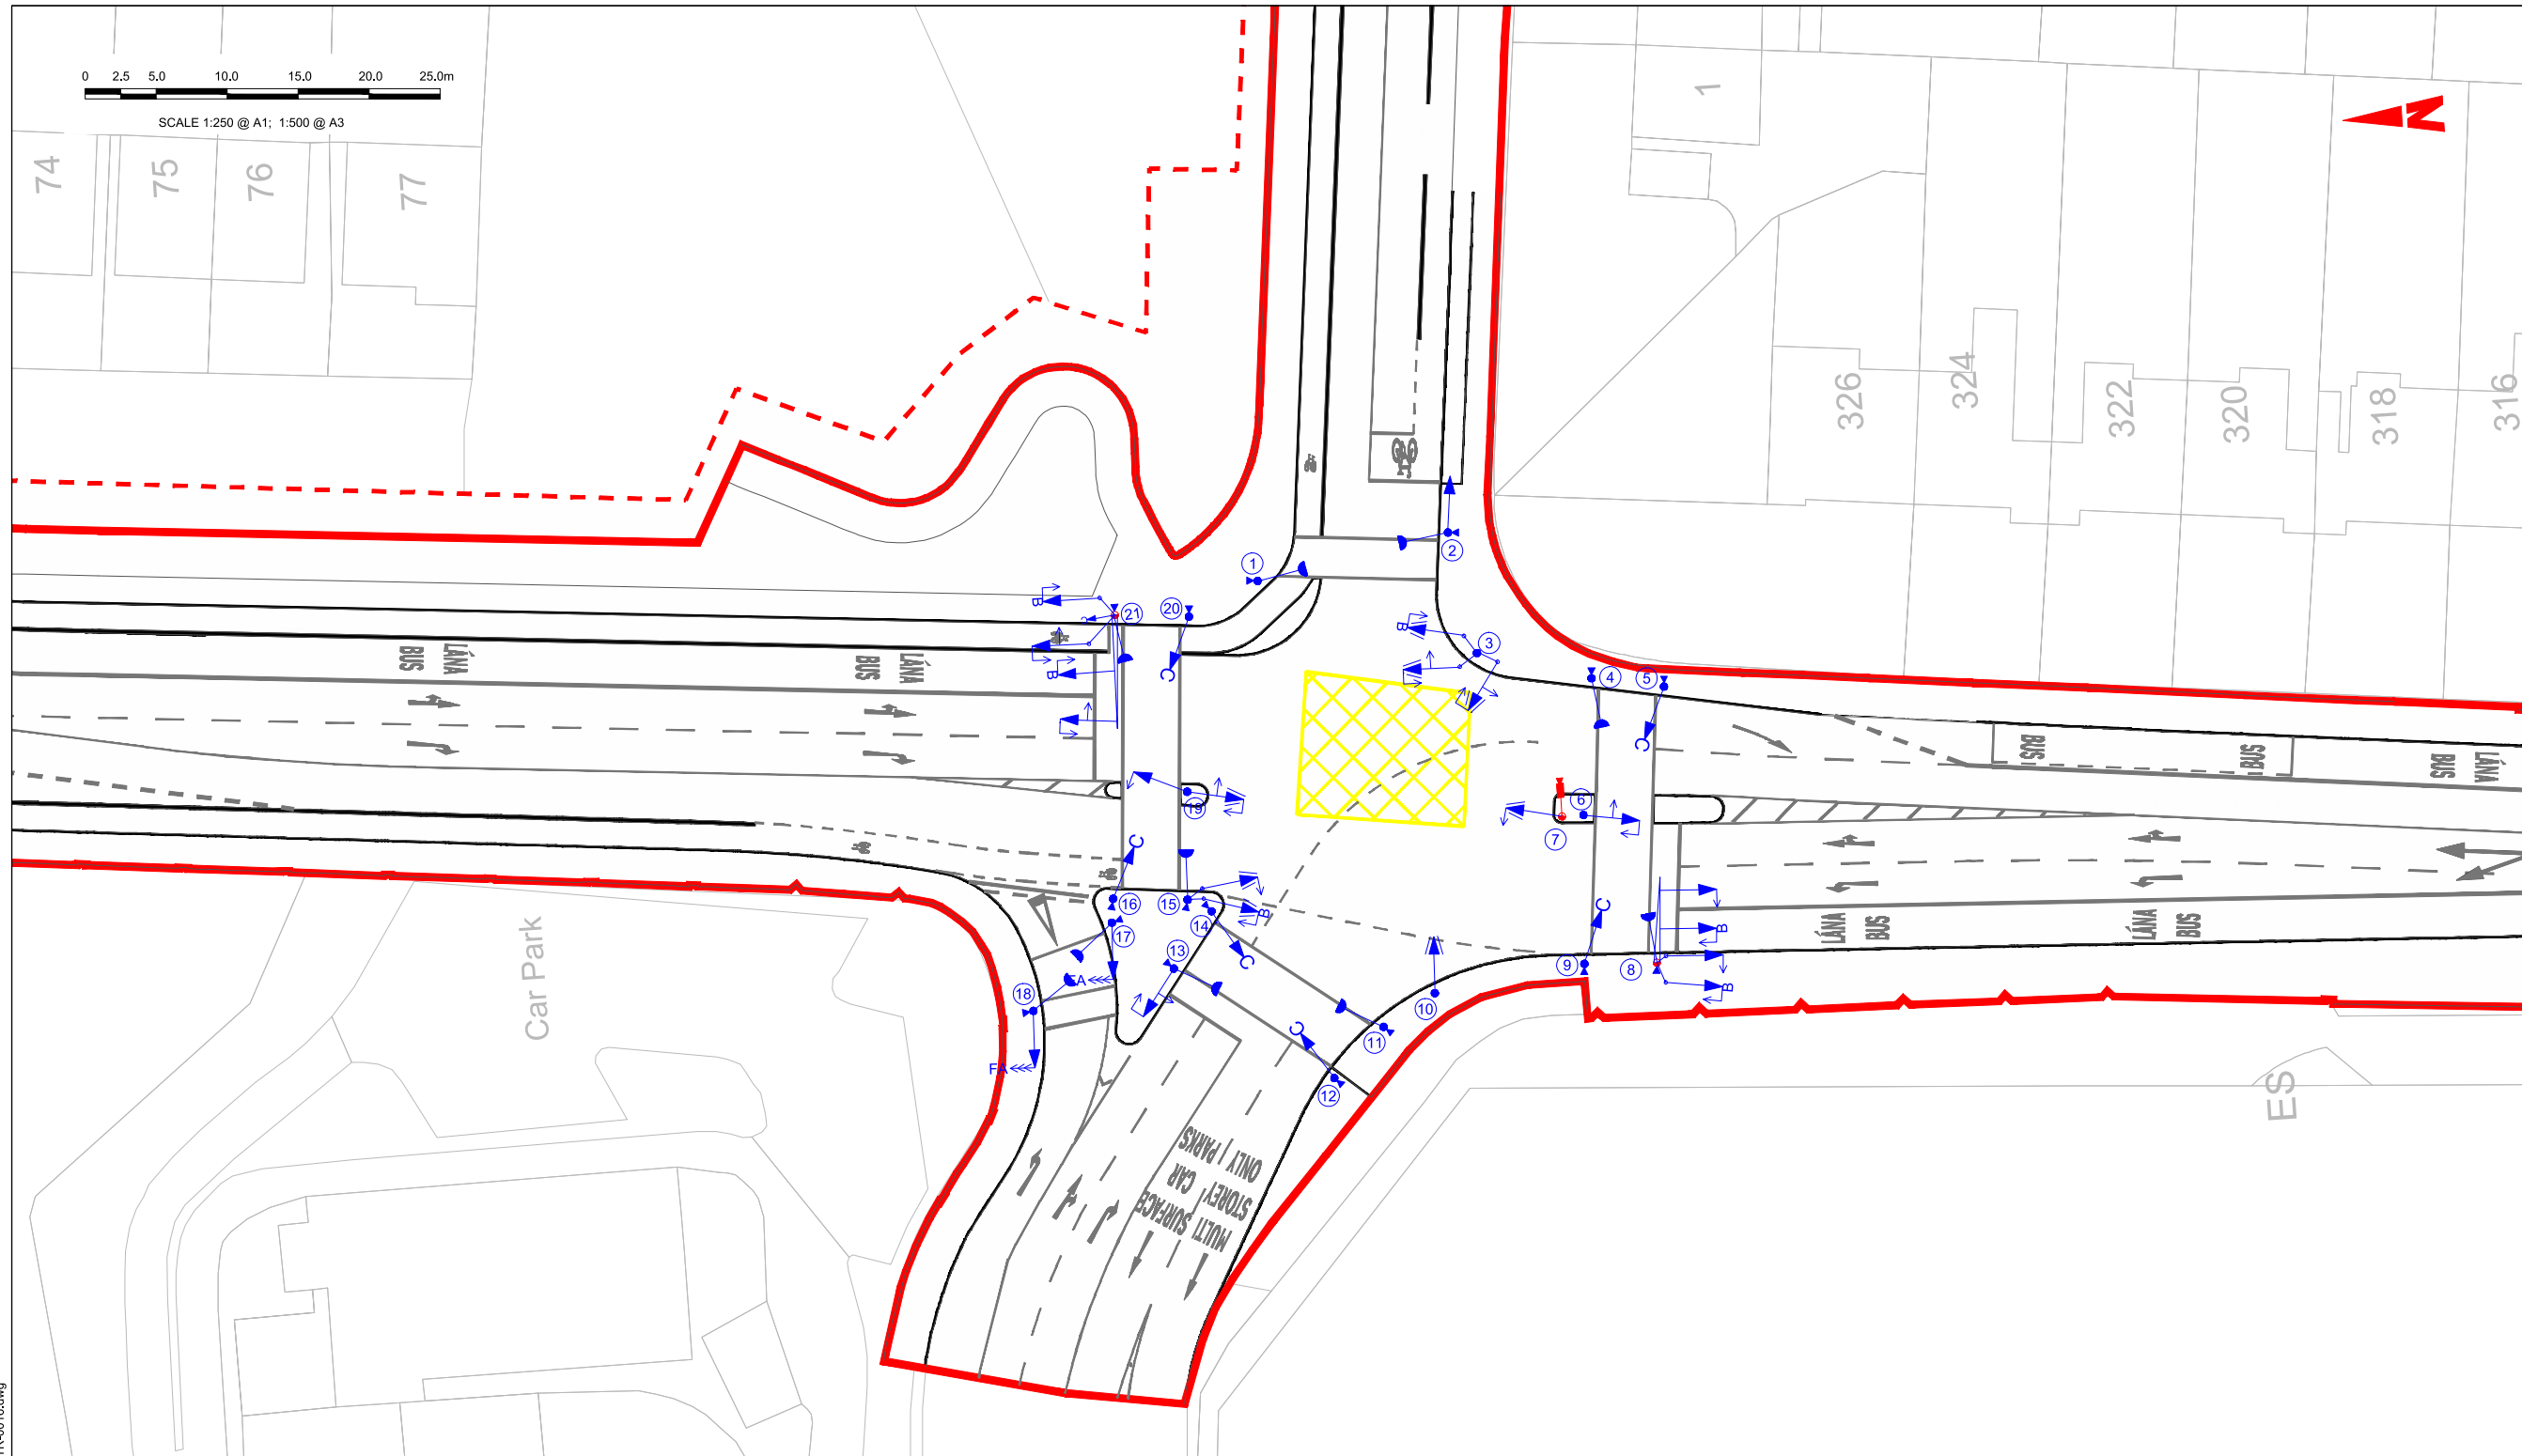 0 2.5 5.0 10.0 15.0 20.0 25.0m
SCALE 1:250 @ A1; 1:500 @ A3
N
74
75
76
77
1
326
324
322
320
318
316
1
2
3
4
5
6
7
8
9
10
11
12
13
14
15
16
17
18
19
20
21
B
B
B
B
B
B
C
C
C
C
C
C
FA
FA
LÁNA
BUS
LÁNA
BUS
BUS
BUS
LÁNA
BUS
LÁNA
BUS
LÁNA
BUS
Car Park
ES
MULTI SURFACE
STOREY CAR
ONLY PARKS